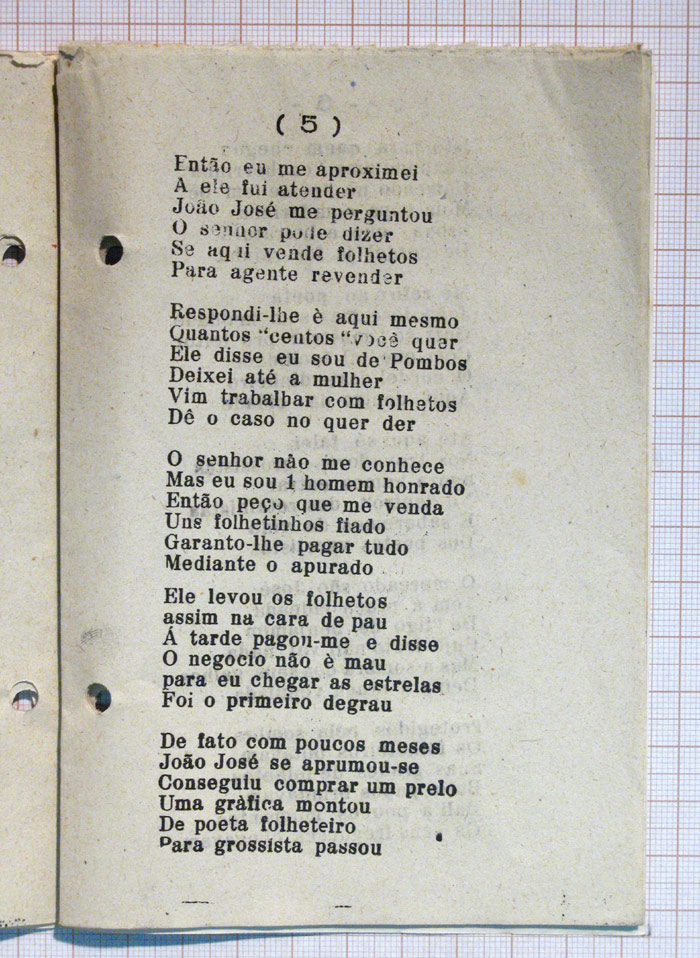 ( 5 )
Então eu me aproximei
A ele fui atender
João José me perguntou
O senhor pode dizer
Se aqui vende folhetos
Para agente revender
Respondi-lhe è aqui mesmo
Quantos "centos "você quer
Ele disse eu sou de Pombos
Deixei até a mulher
Vim trabalbar com folhetos
Dê o caso no quer der
O senhor não me conhece
Mas eu sou 1 homem honrado
Então peço que me venda
Uns folhetinhos fiado
Garanto-lhe pagar tudo
Mediante o apurado
Ele levou os folhetos
assim na cara de pau
Á tarde pagou-me e disse
O negocio não è mau
para eu chegar as estrelas
Foi o primeiro degrau
De fato com poucos meses
João José se aprumou-se
Conseguiu comprar um prelo
Uma gràfica montou
De poeta folheteiro
Para grossista passou